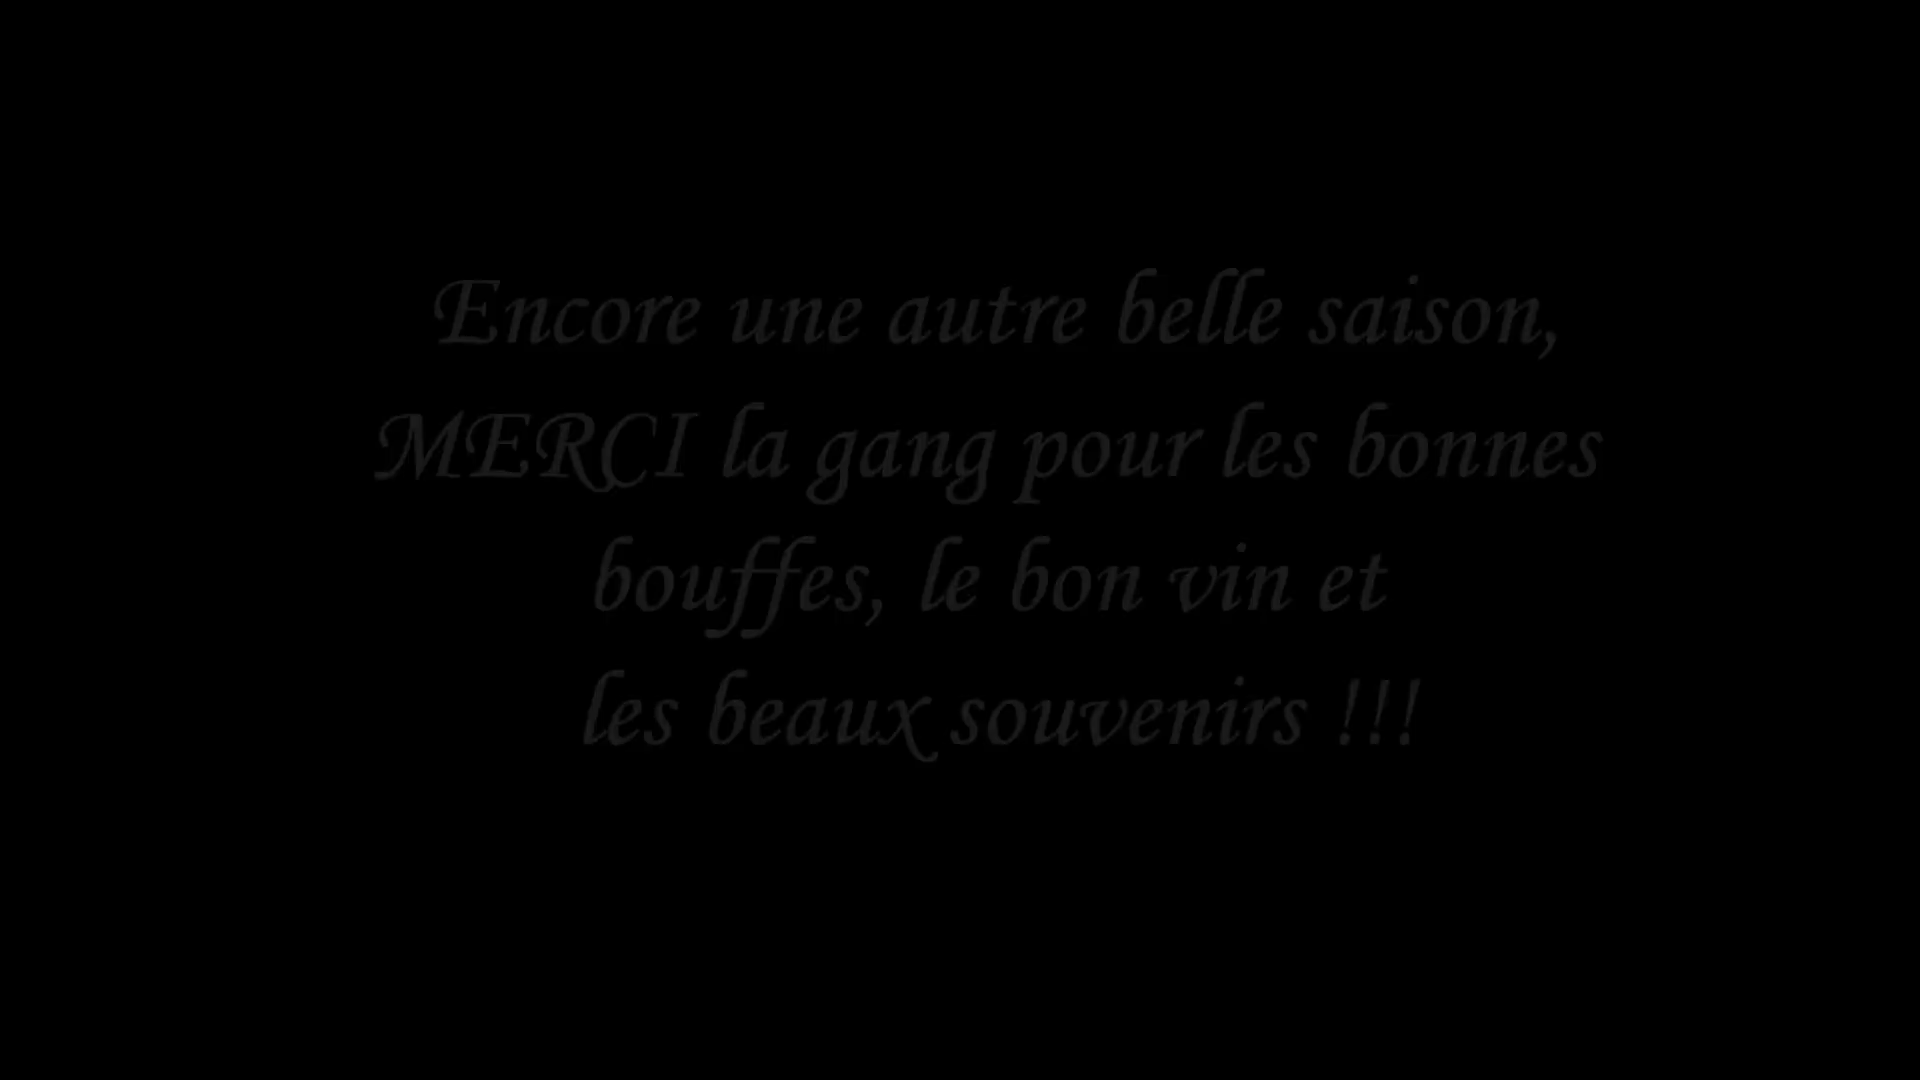 Encore une autre belle saison,
MERCI la gang pour les bonnes
bouffes, le bon vin et
les beaux souvenirs !!!